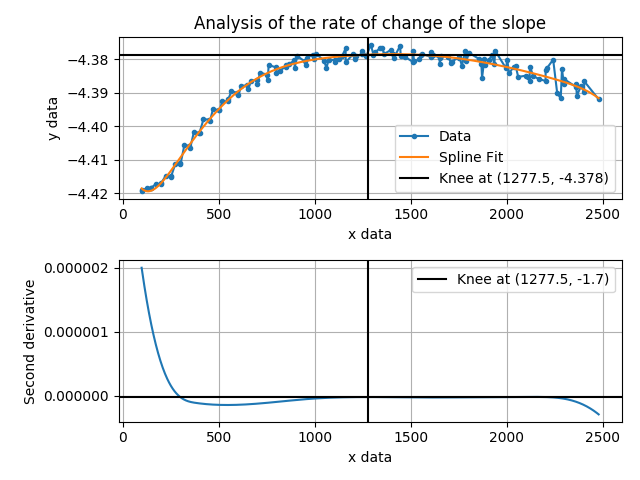 Analysis of the rate of change of the slope
−4.38
−4.39
−4.40
−4.41
−4.42
y data
Data
Spline Fit
Knee at (1277.5, -4.378)
0 500 1000 1500 2000 2500
x data
0.000002
0.000001
0.000000
Second derivative
Knee at (1277.5, -1.7)
0 500 1000 1500 2000 2500
x data